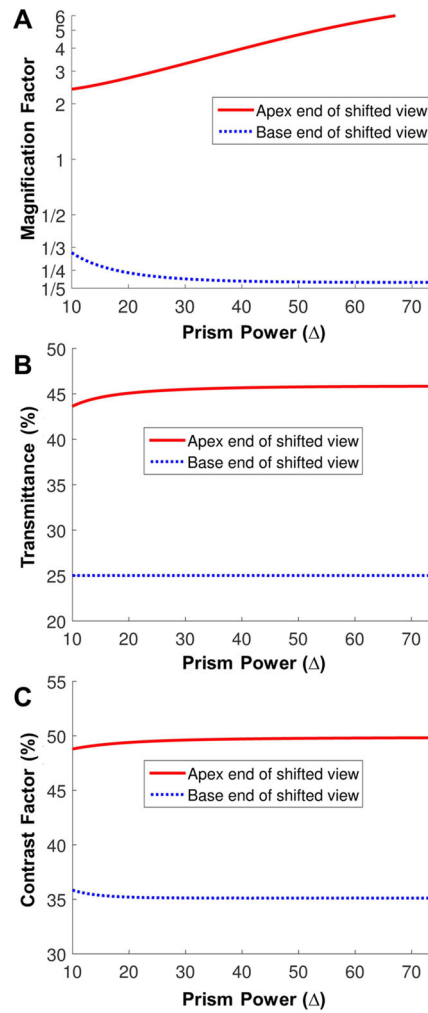 A
Magnification Factor
6
5
4
3
2
1
1/2
1/3
1/4
1/5
Apex end of shifted view
Base end of shifted view
10 20 30 40 50 60 70
Prism Power (Δ)
B
Transmittance (%)
50
45
40
35
30
25
20
Apex end of shifted view
Base end of shifted view
10 20 30 40 50 60 70
Prism Power (Δ)
C
Contrast Factor (%)
55
50
45
40
35
30
Apex end of shifted view
Base end of shifted view
10 20 30 40 50 60 70
Prism Power (Δ)